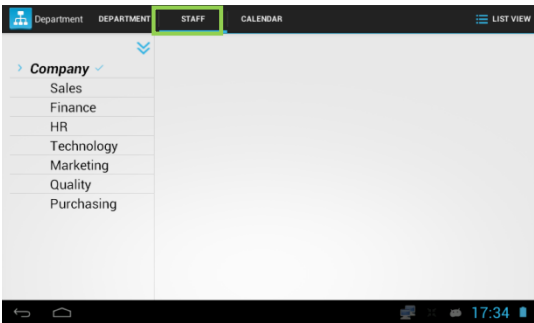 Department DEPARTMENT STAFF CALENDAR LIST VIEW
Company
Sales
Finance
HR
Technology
Marketing
Quality
Purchasing
17:34